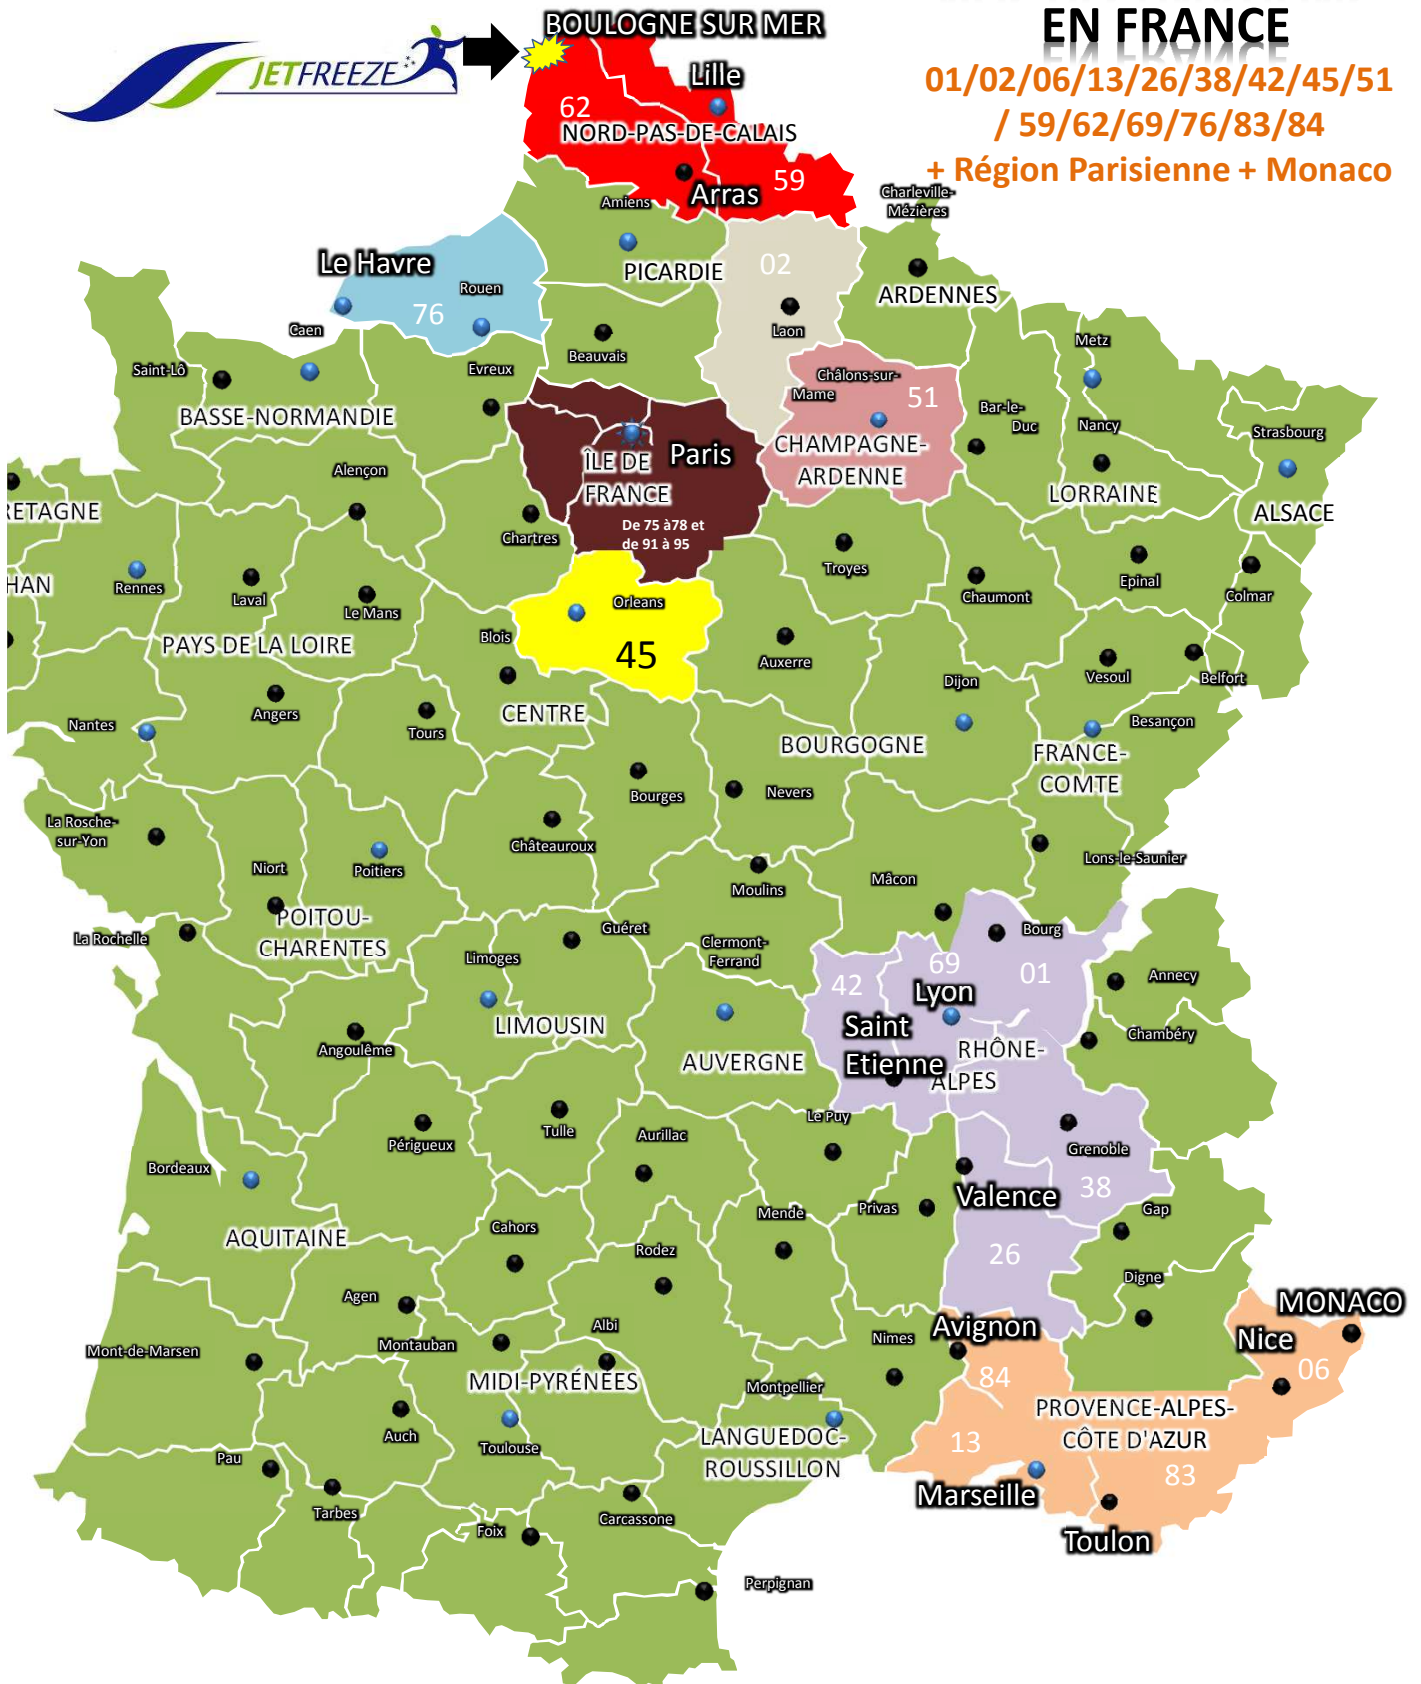 EN FRANCE
01/02/06/13/26/38/42/45/51
/ 59/62/69/76/83/84
+ Région Parisienne + Monaco
JETFREEZE
BOULOGNE SUR MER
Lille
62
NORD-PAS-DE-CALAIS
59
Arras
Amiens
Charleville-
Mézières
Le Havre
PICARDIE
02
ARDENNES
Rouen
76
Caen
Laon
Metz
Beauvais
Saint-Lô
Evreux
Châlons-sur-
Mame
51
BASSE-NORMANDIE
Bar-le-
Duc
Nancy
Strasbourg
CHAMPAGNE-
ARDENNE
ÎLE DE
FRANCE
Paris
Alençon
LORRAINE
ALSACE
RETAGNE
De 75 à78 et
de 91 à 95
Chartres
Troyes
Epinal
HAN
Rennes
Laval
Le Mans
Chaumont
Colmar
Orleans
45
Blois
PAYS DE LA LOIRE
Auxerre
Vesoul
Belfort
Dijon
Angers
CENTRE
Nantes
Tours
BOURGOGNE
Besançon
FRANCE-
COMTE
Bourges
Nevers
La Rosche-
sur-Yon
Châteauroux
Lons-le-Saunier
Niort
Poitiers
Moulins
Mâcon
POITOU-
CHARENTES
La Rochelle
Guéret
Bourg
Clermont-
Ferrand
Limoges
69
01
42
Annecy
Lyon
LIMOUSIN
Saint
Etienne
Chambéry
Angoulême
AUVERGNE
RHÔNE-
ALPES
Le Puy
Tulle
Aurillac
Périgueux
Grenoble
Bordeaux
38
Valence
Privas
Mende
Gap
Cahors
AQUITAINE
Rodez
26
Digne
Agen
MONACO
Albi
Avignon
Nice
Nimes
Montauban
Mont-de-Marsen
06
84
MIDI-PYRÉNÉES
Montpellier
PROVENCE-ALPES-
CÔTE D'AZUR
Auch
Toulouse
LANGUEDOC-
ROUSSILLON
13
Pau
83
Marseille
Tarbes
Carcassone
Foix
Toulon
Perpignan